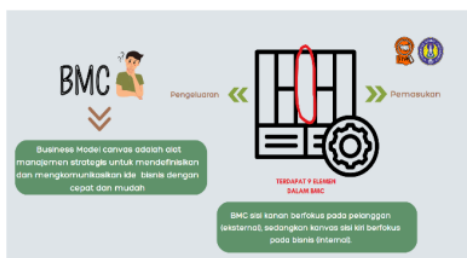 BMC
Business Model canvas adalah alat
manajemen strategis untuk mendefinisikan
dan mengkomunikasikan ide bisnis dengan
cepat dan mudah
Pengeluaran
Pemasukan
TERDAPAT 9 ELEMEN
DALAM BMC
BMC sisi kanan berfokus pada pelanggan
(eksternal), sedangkan kanvas sisi kiri berfokus
pada bisnis (internal).